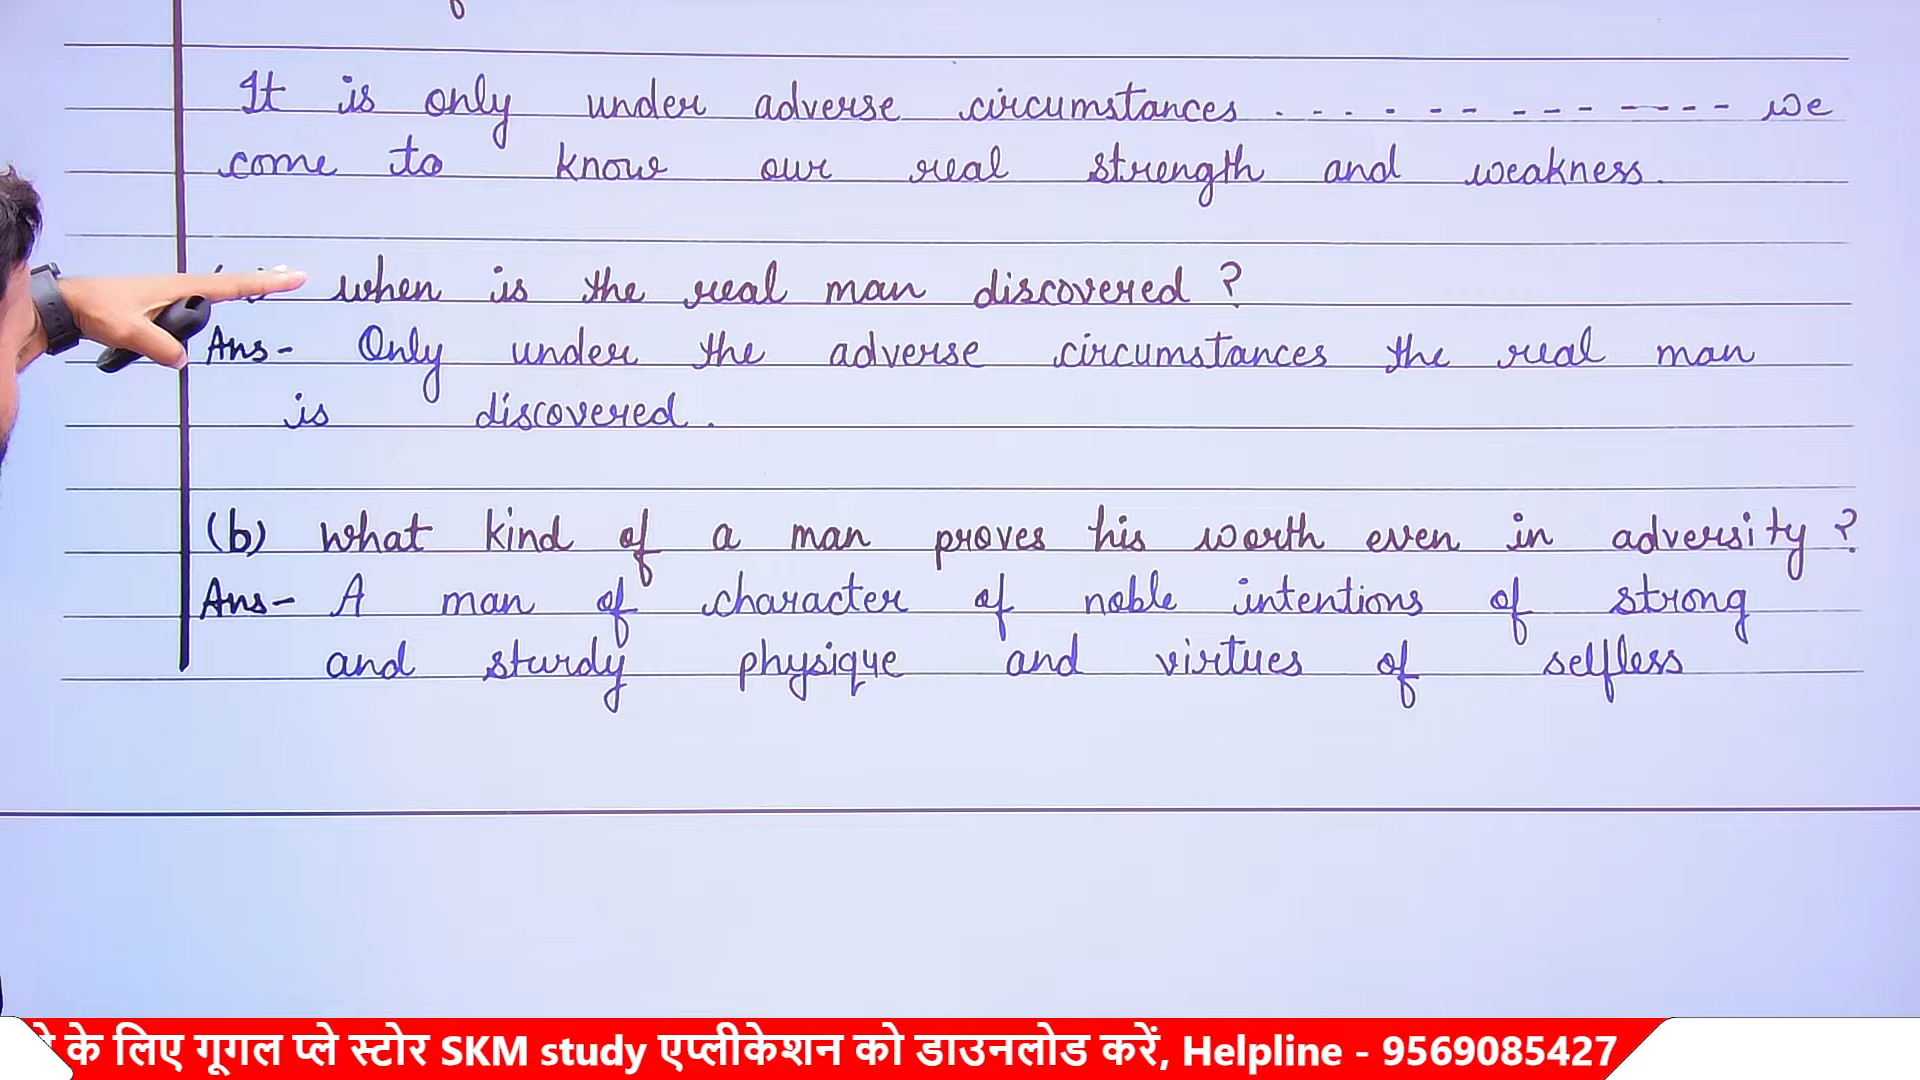 It is only under adverse circumstances . . . - - - - - - - - - - we
come to know our real strength and weakness.
when is the real man discovered ?
Ans- Only under the adverse circumstances the real man
is discovered.
(b) what kind of a man proves his worth even in adversity ?
Ans- A man of character of noble intentions of strong
and sturdy physique and virtues of selfless
के लिए गूगल प्ले स्टोर SKM study एप्लीकेशन को डाउनलोड करें, Helpline - 9569085427